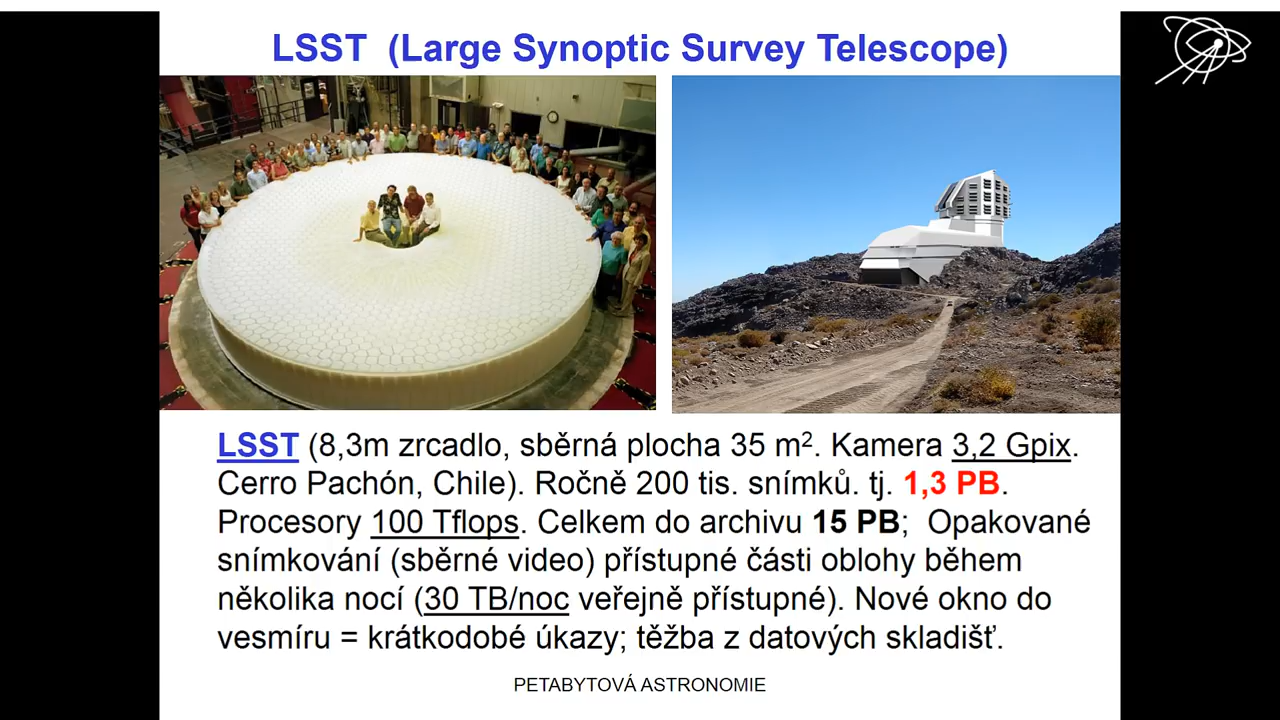 LSST (Large Synoptic Survey Telescope)
LSST (8,3m zrcadlo, sběrná plocha 35 m². Kamera 3,2 Gpix.
Cerro Pachón, Chile). Ročně 200 tis. snímků. tj. 1,3 PB.
Procesory 100 Tflops. Celkem do archivu 15 PB; Opakované
snímkování (sběrné video) přístupné části oblohy během
několika nocí (30 TB/noc veřejně přístupné). Nové okno do
vesmíru = krátkodobé úkazy; těžba z datových skladišť.
PETABYTOVÁ ASTRONOMIE